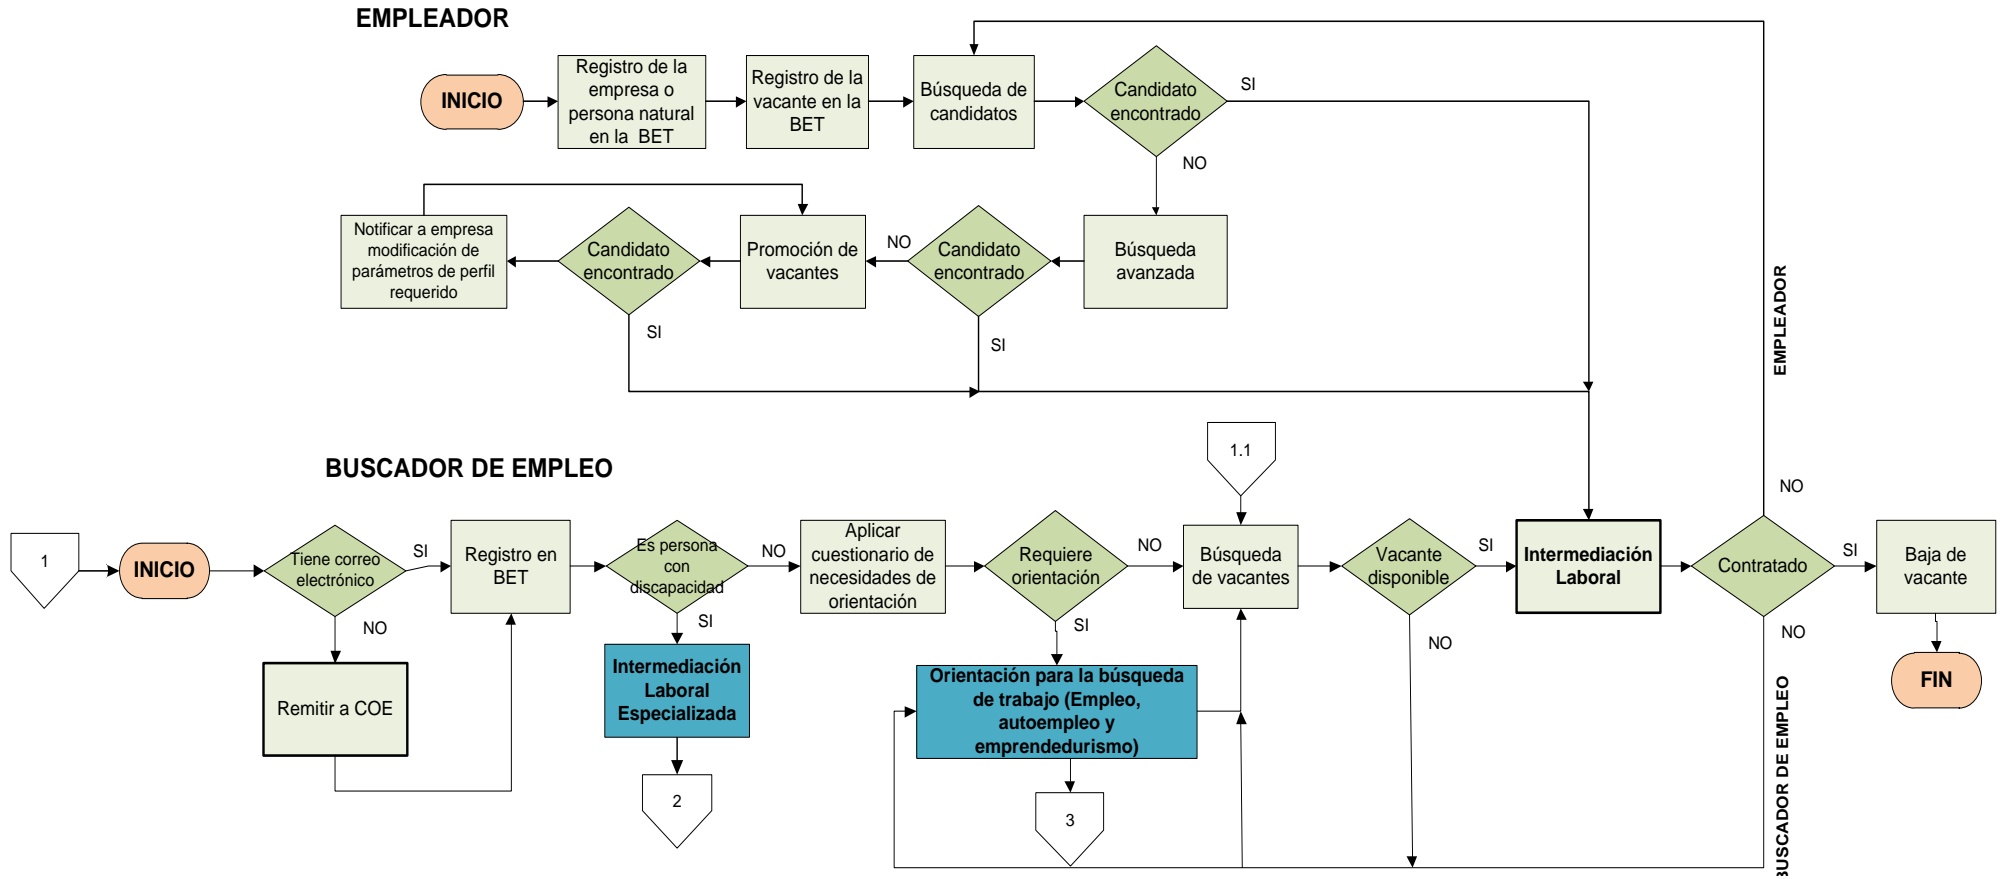 EMPLEADOR
INICIO
Registro de la
empresa o
persona natural
en la BET
Registro de la
vacante en la
BET
Búsqueda de
candidatos
Candidato
encontrado
SI
NO
Notificar a empresa
modificación de
parámetros de perfil
requerido
Candidato
encontrado
SI
Promoción de
vacantes
NO
Candidato
encontrado
SI
Búsqueda
avanzada
EMPLEADOR
BUSCADOR DE EMPLEO
1
INICIO
Tiene correo
electrónico
SI
NO
Remitir a COE
Registro en
BET
Es persona
con
discapacidad
NO
SI
Intermediación
Laboral
Especializada
2
Aplicar
cuestionario de
necesidades de
orientación
Requiere
orientación
NO
SI
Orientación para la búsqueda
de trabajo (Empleo,
autoempleo y
emprendedurismo)
3
1.1
Búsqueda
de vacantes
Vacante
disponible
SI
NO
Intermediación
Laboral
NO
Contratado
SI
NO
Baja de
vacante
FIN
BUSCADOR DE EMPLEO